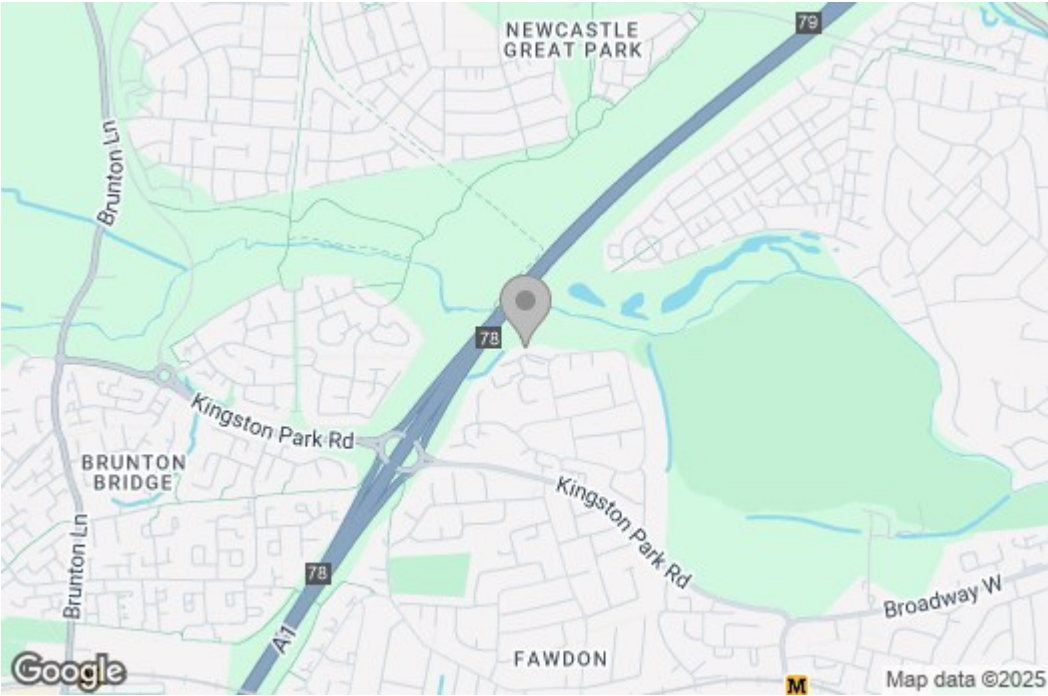 NEWCASTLE
GREAT PARK
79
Brunton Ln
78
Kingston Park Rd
BRUNTON
BRIDGE
Kingston Park Rd
78
Brunton Ln
Broadway W
A1
FAWDON
Google
M
Map data ©2025